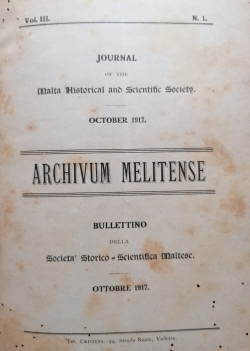 Vol. III.
N. 1.
JOURNAL
OF THE
Malta Historical and Scientific Society.
OCTOBER 1917.
ARCHIVUM MELITENSE
BULLETTINO
DELLA
Societa' Storico-Scientifica Maltese.
OTTOBRE 1917.
Tip. Critien, Strada Reale, Valletta.